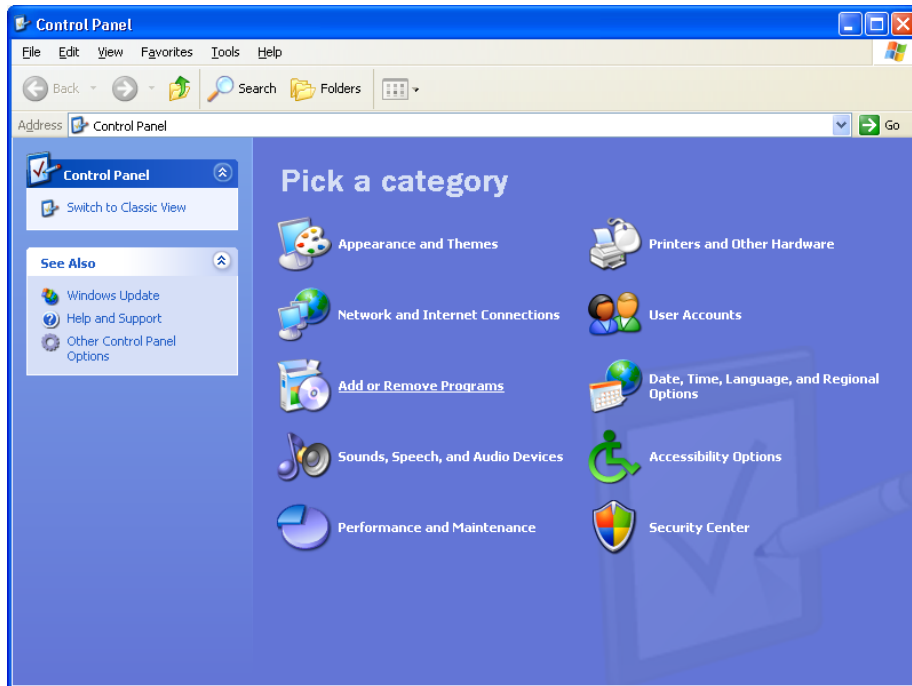 Control Panel
File Edit View Favorites Tools Help
Back Search Folders
Address Control Panel Go
Control Panel
Switch to Classic View
See Also
Windows Update
Help and Support
Other Control Panel
Options
Pick a category
Appearance and Themes
Printers and Other Hardware
Network and Internet Connections
User Accounts
Add or Remove Programs
Date, Time, Language, and Regional
Options
Sounds, Speech, and Audio Devices
Accessibility Options
Performance and Maintenance
Security Center